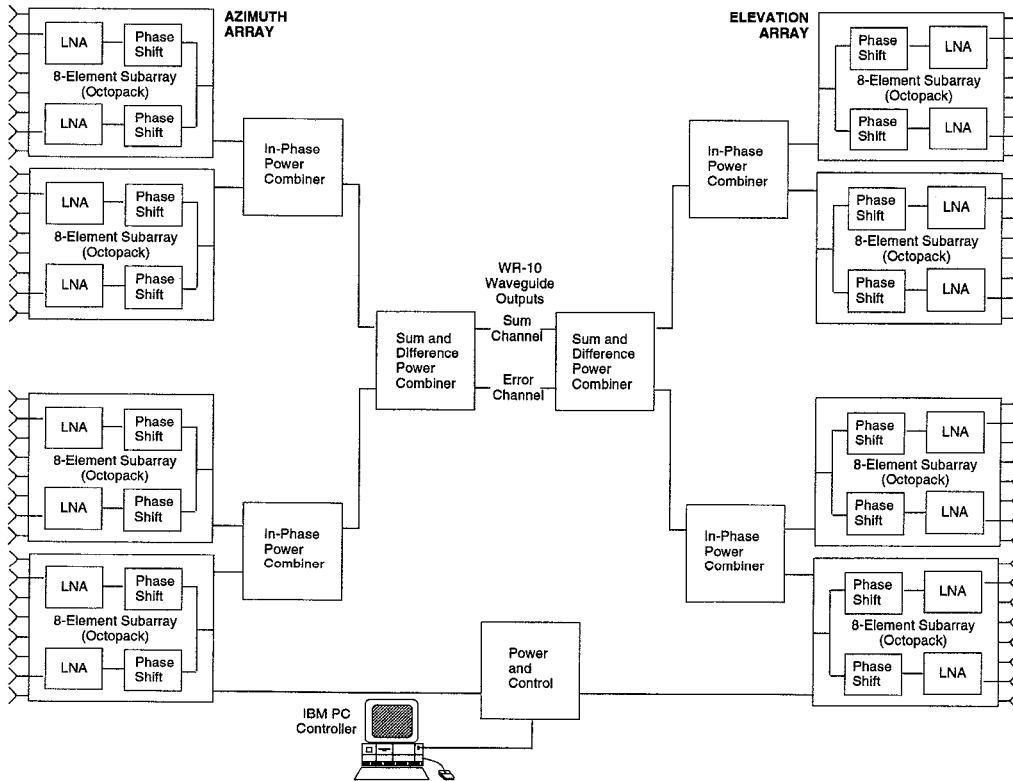 AZIMUTH
ARRAY
LNA
Phase
Shift
8-Element Subarray
(Octopack)
LNA
Phase
Shift
LNA
Phase
Shift
8-Element Subarray
(Octopack)
LNA
Phase
Shift
In-Phase
Power
Combiner
LNA
Phase
Shift
8-Element Subarray
(Octopack)
LNA
Phase
Shift
LNA
Phase
Shift
8-Element Subarray
(Octopack)
LNA
Phase
Shift
In-Phase
Power
Combiner
Sum and
Difference
Power
Combiner
WR-10
Waveguide
Outputs
Sum
Channel
Error
Channel
Sum and
Difference
Power
Combiner
ELEVATION
ARRAY
Phase
Shift
LNA
8-Element Subarray
(Octopack)
Phase
Shift
LNA
Phase
Shift
LNA
8-Element Subarray
(Octopack)
Phase
Shift
LNA
In-Phase
Power
Combiner
Phase
Shift
LNA
8-Element Subarray
(Octopack)
Phase
Shift
LNA
Phase
Shift
LNA
8-Element Subarray
(Octopack)
Phase
Shift
LNA
In-Phase
Power
Combiner
Power
and
Control
IBM PC
Controller